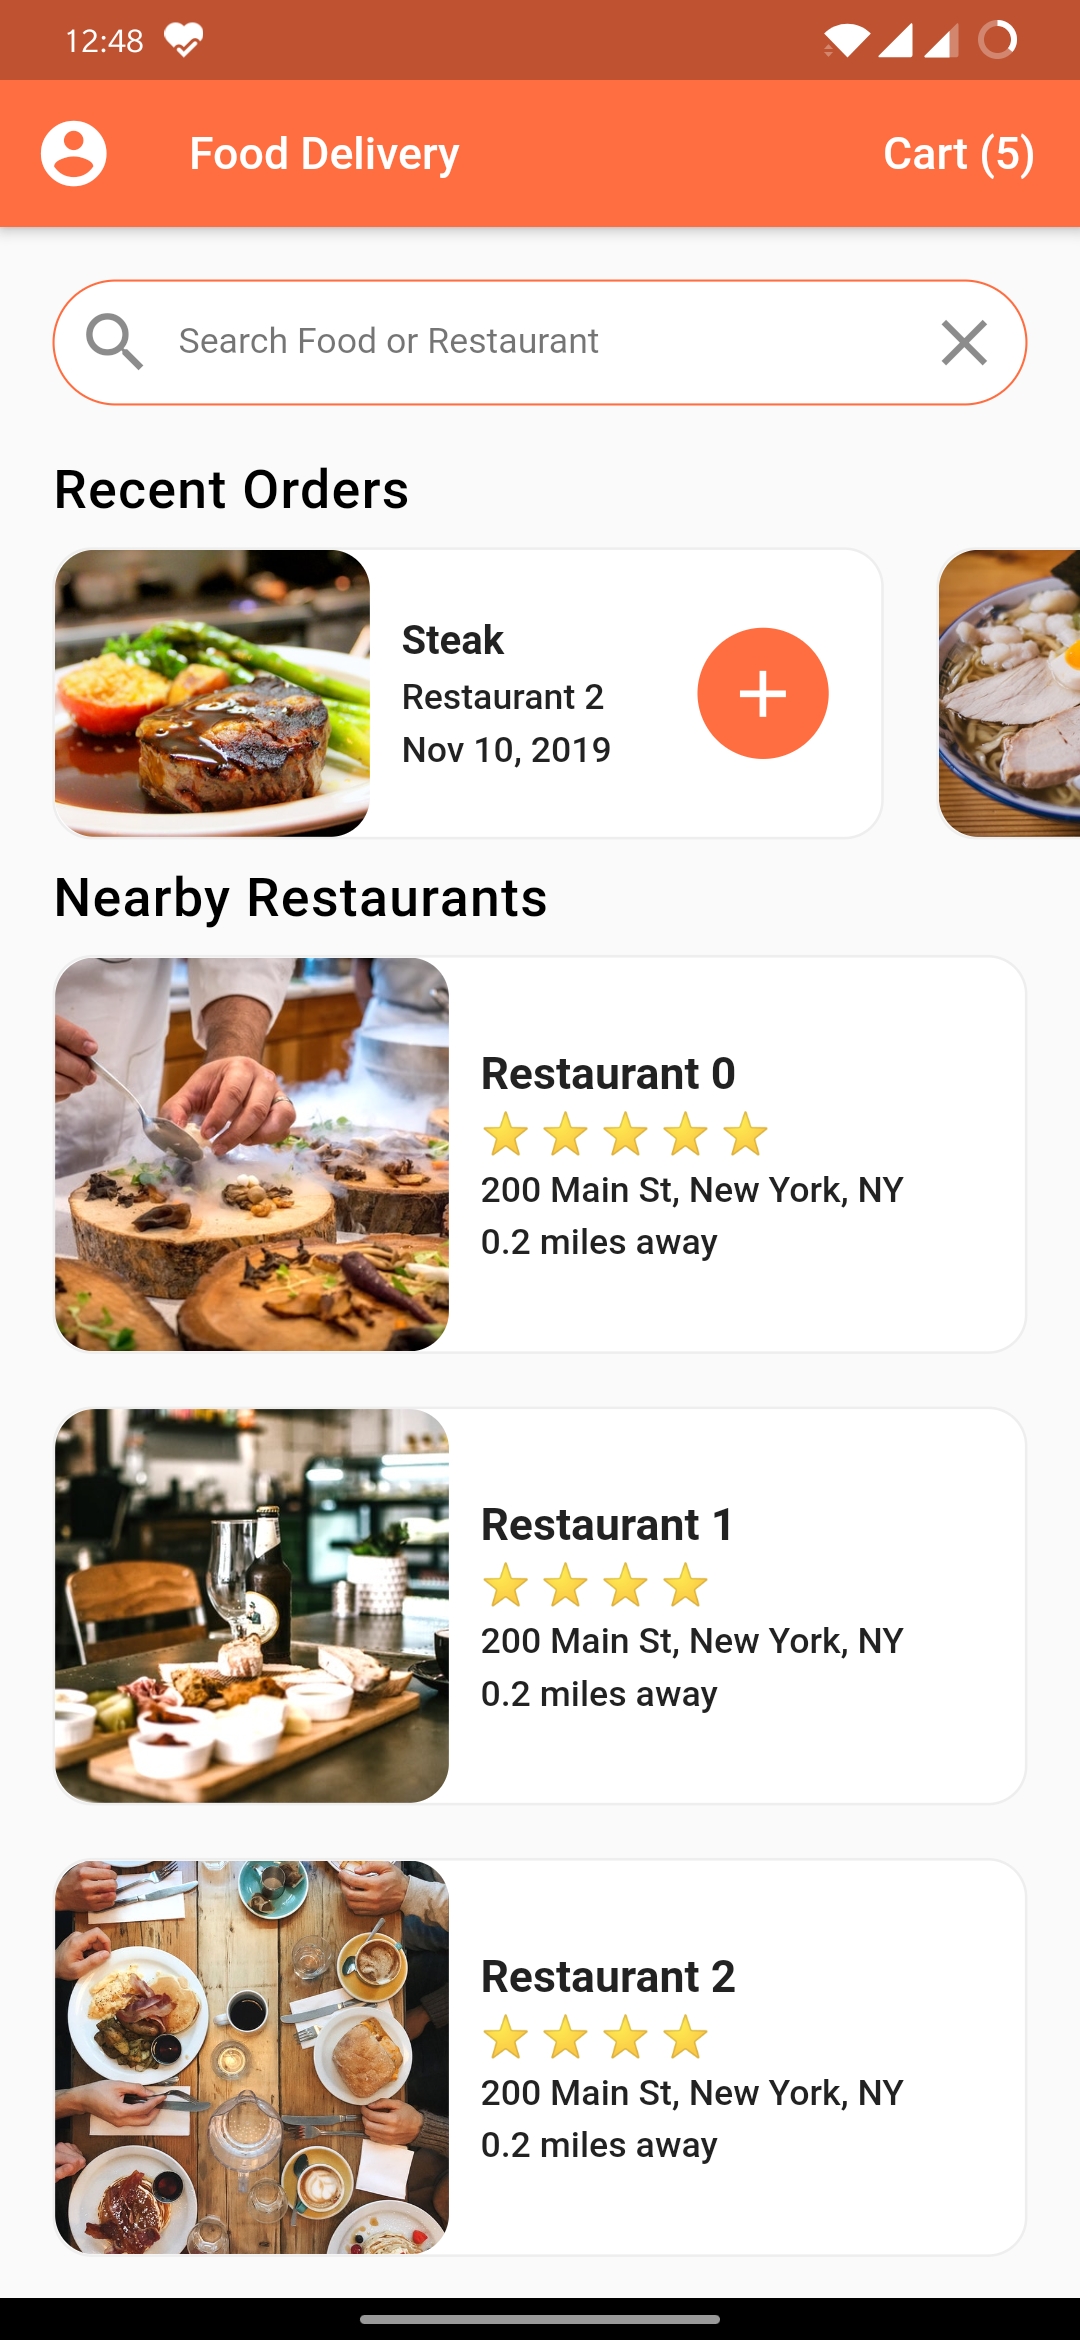 12:48
Food Delivery
Cart (5)
Search Food or Restaurant
Recent Orders
Steak
Restaurant 2
Nov 10, 2019
Nearby Restaurants
Restaurant 0
200 Main St, New York, NY
0.2 miles away
Restaurant 1
200 Main St, New York, NY
0.2 miles away
Restaurant 2
200 Main St, New York, NY
0.2 miles away